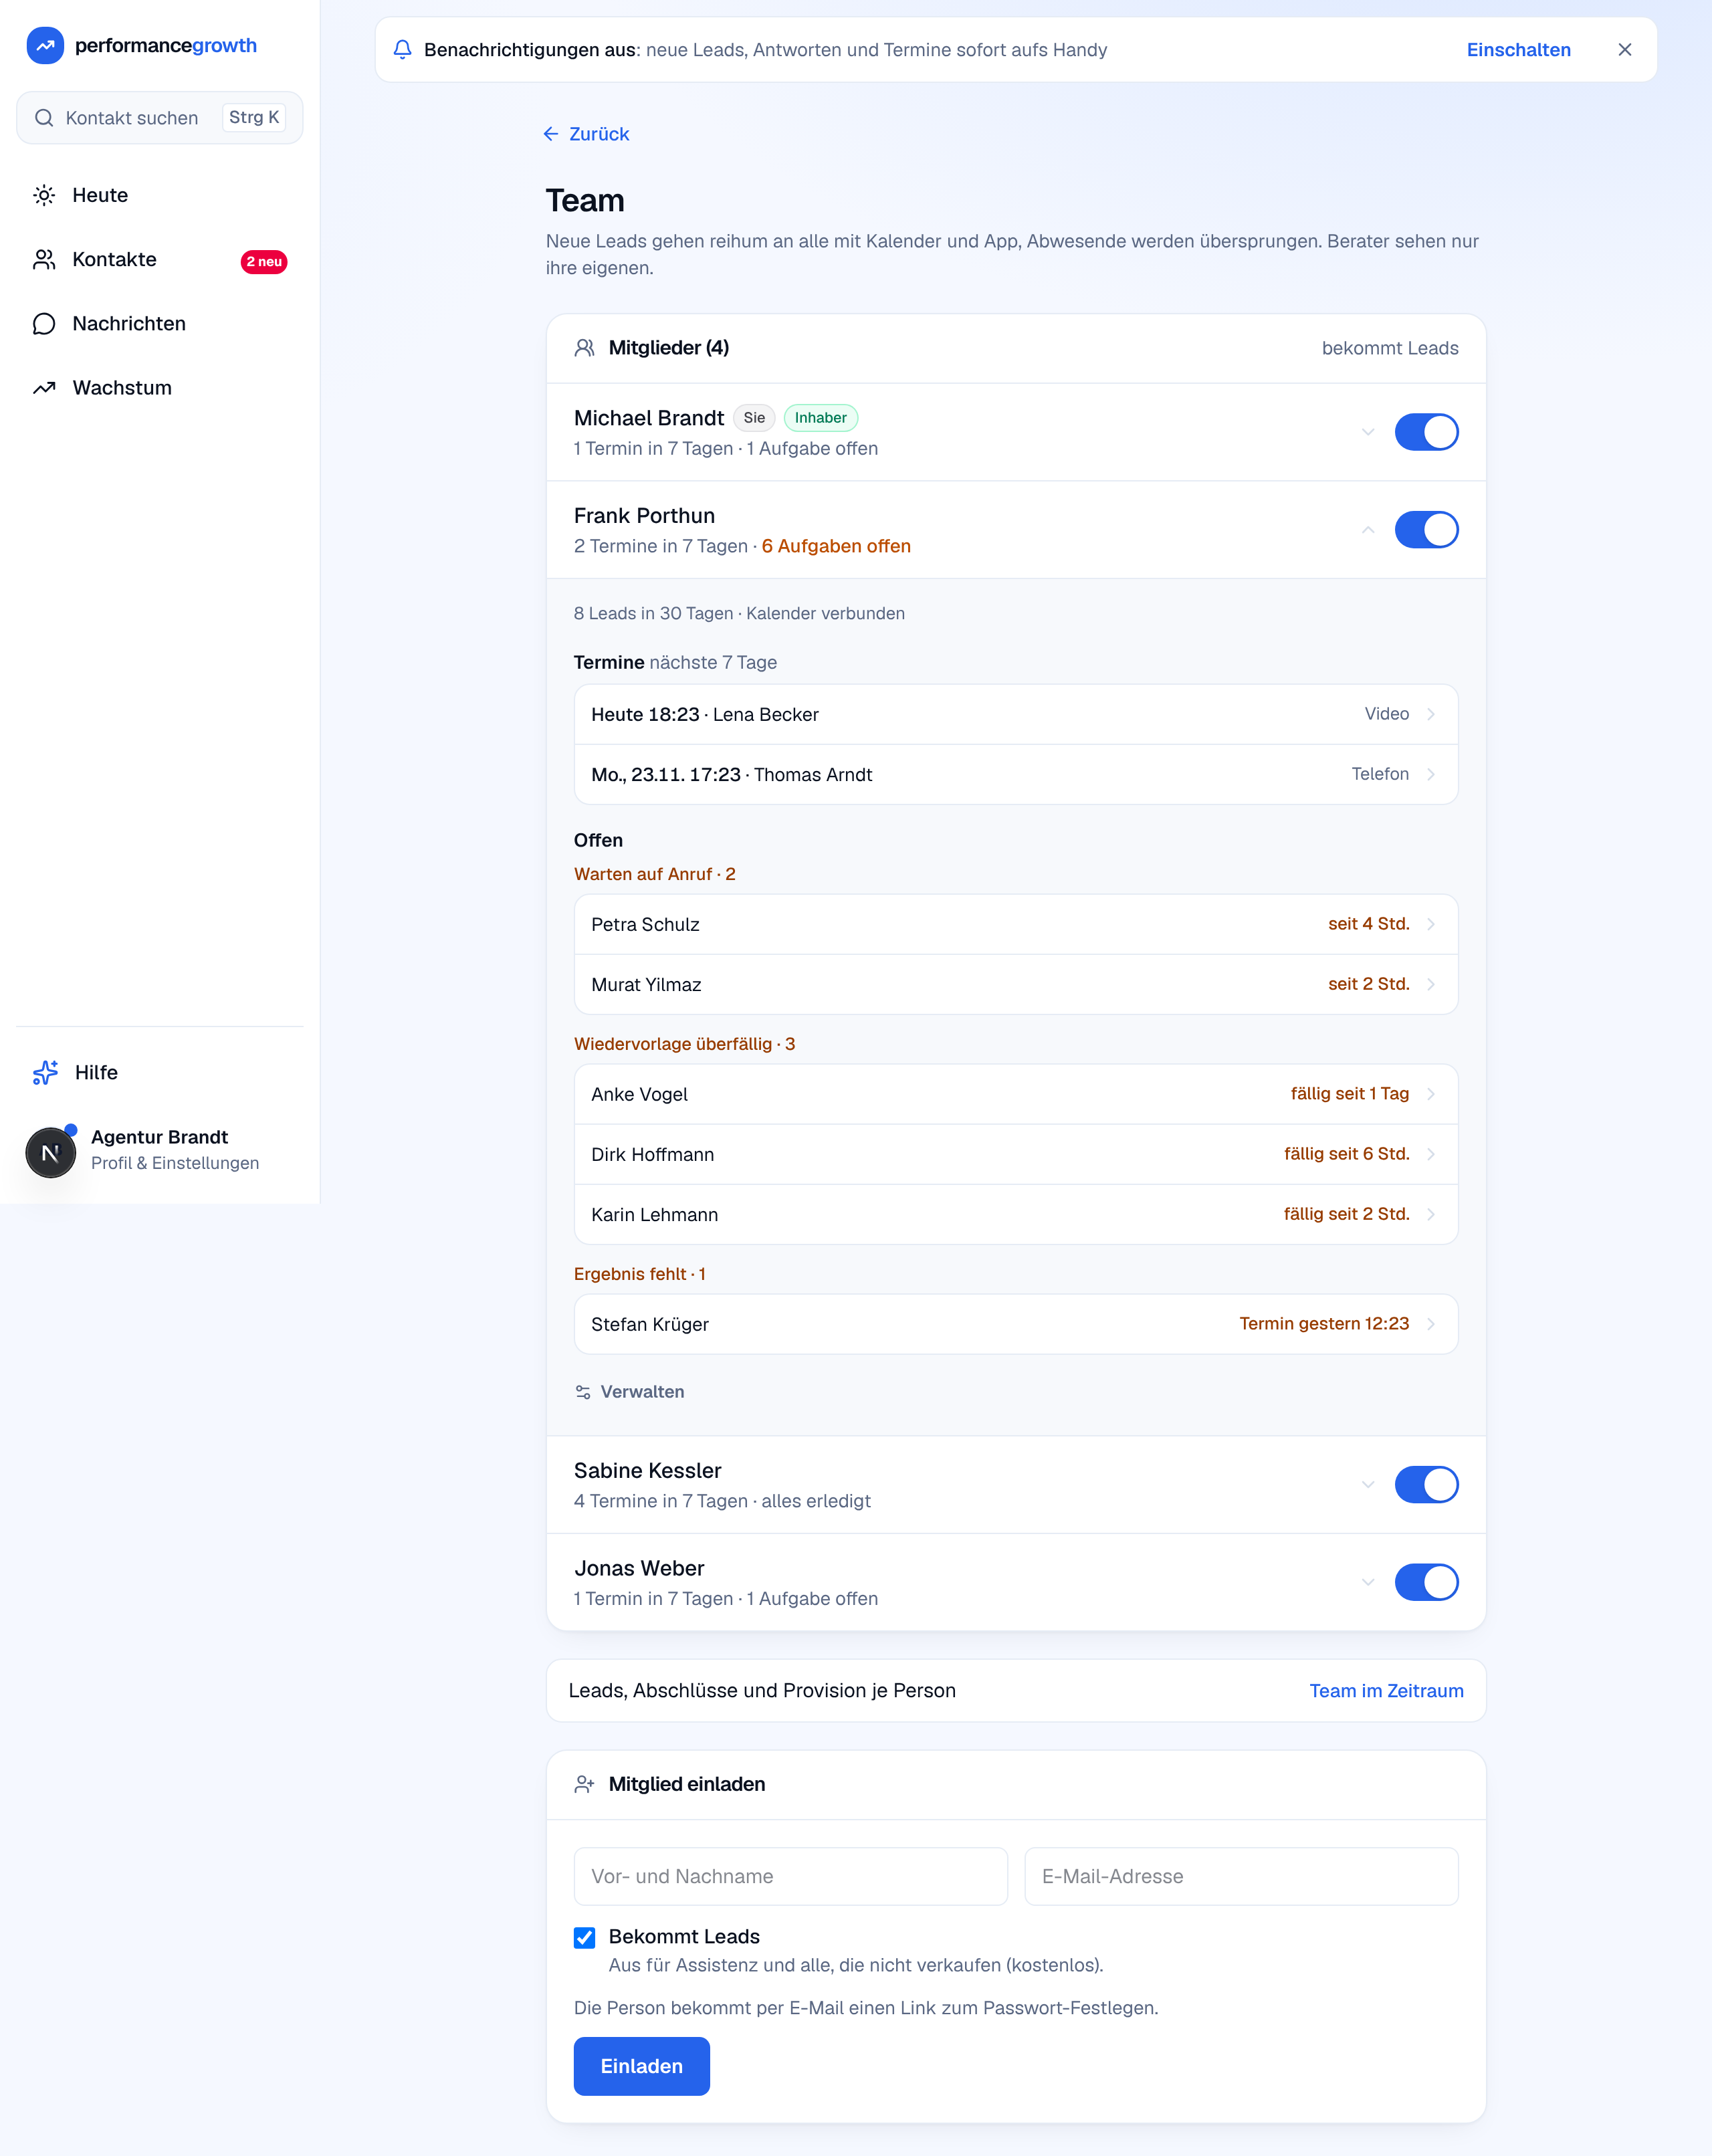 performancegrowth
Kontakt suchen Strg K
Heute
Kontakte 2 neu
Nachrichten
Wachstum
Hilfe
N
Agentur Brandt
Profil & Einstellungen
Benachrichtigungen aus: neue Leads, Antworten und Termine sofort aufs Handy Einschalten
Zurück
Team
Neue Leads gehen reihum an alle mit Kalender und App, Abwesende werden übersprungen. Berater sehen nur
ihre eigenen.
Mitglieder (4) bekommt Leads
Michael Brandt Sie Inhaber
1 Termin in 7 Tagen · 1 Aufgabe offen
Frank Porthun
2 Termine in 7 Tagen · 6 Aufgaben offen
8 Leads in 30 Tagen · Kalender verbunden
Termine nächste 7 Tage
Heute 18:23 · Lena Becker Video
Mo., 23.11. 17:23 · Thomas Arndt Telefon
Offen
Warten auf Anruf · 2
Petra Schulz seit 4 Std.
Murat Yilmaz seit 2 Std.
Wiedervorlage überfällig · 3
Anke Vogel fällig seit 1 Tag
Dirk Hoffmann fällig seit 6 Std.
Karin Lehmann fällig seit 2 Std.
Ergebnis fehlt · 1
Stefan Krüger Termin gestern 12:23
Verwalten
Sabine Kessler
4 Termine in 7 Tagen · alles erledigt
Jonas Weber
1 Termin in 7 Tagen · 1 Aufgabe offen
Leads, Abschlüsse und Provision je Person Team im Zeitraum
Mitglied einladen
Vor- und Nachname E-Mail-Adresse
Bekommt Leads
Aus für Assistenz und alle, die nicht verkaufen (kostenlos).
Die Person bekommt per E-Mail einen Link zum Passwort-Festlegen.
Einladen